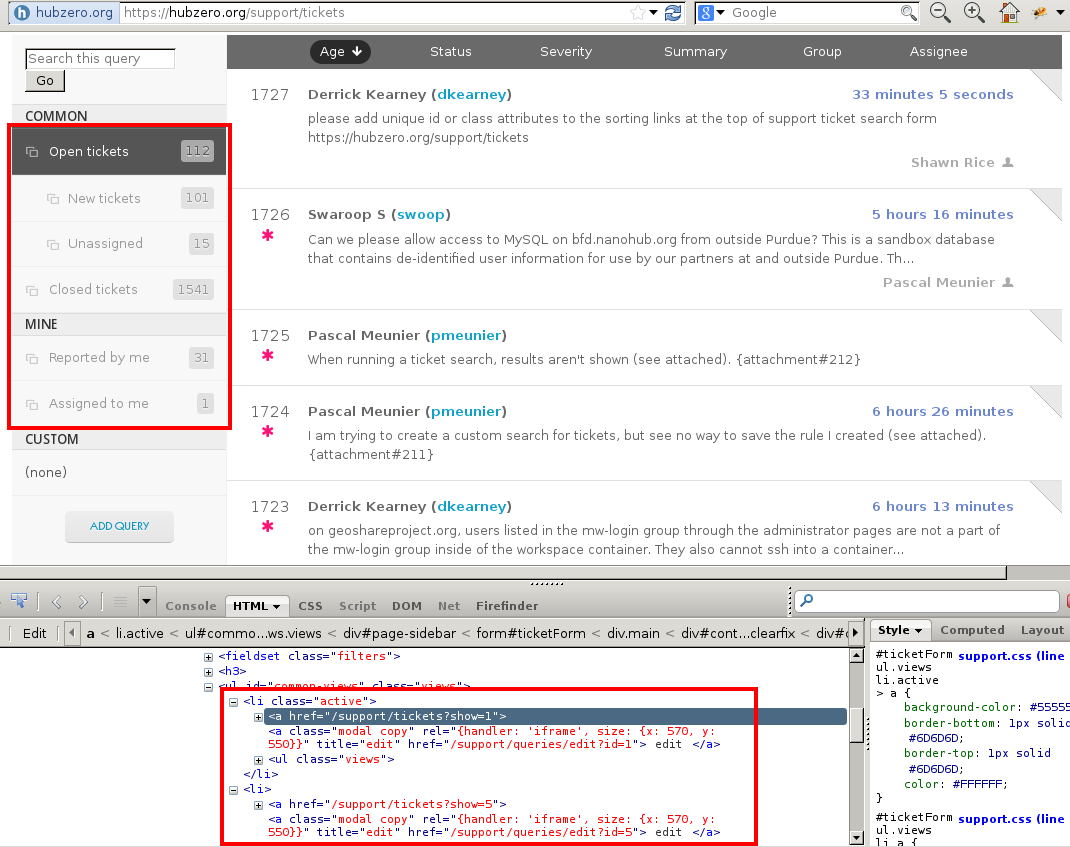 hubzero.org https://hubzero.org/support/tickets Google
Search this query
Go
Age Status Severity Summary Group Assignee
COMMON
Open tickets 112
New tickets 101
Unassigned 15
Closed tickets 1541
MINE
Reported by me 31
Assigned to me 1
CUSTOM
(none)
ADD QUERY
1727 Derrick Kearney (dkearney) 33 minutes 5 seconds
please add unique id or class attributes to the sorting links at the top of support ticket search form
https://hubzero.org/support/tickets
Shawn Rice
1726 Swaroop S (swoop) 5 hours 16 minutes
Can we please allow access to MySQL on bfd.nanohub.org from outside Purdue? This is a sandbox database
that contains de-identified user information for use by our partners at and outside Purdue. Th...
Pascal Meunier
1725 Pascal Meunier (pmeunier)
When running a ticket search, results aren't shown (see attached). {attachment#212}
1724 Pascal Meunier (pmeunier) 6 hours 26 minutes
I am trying to create a custom search for tickets, but see no way to save the rule I created (see attached).
{attachment#211}
1723 Derrick Kearney (dkearney) 6 hours 13 minutes
on geoshareproject.org, users listed in the mw-login group through the administrator pages are not a part of
the mw-login group inside of the workspace container. They also cannot ssh into a container...
Console HTML CSS Script DOM Net Firefinder
Edit a < li.active < ul#commo...ws.views < div#page-sidebar < form#ticketForm < div.main < div#cont...clearfix < div#c
<fieldset class="filters">
<h3>
<ul id="common-views" class="views">
<li class="active">
<a href="/support/tickets?show=1">
<a class="modal copy" rel="{handler: 'iframe', size: {x: 570, y:
550}}" title="edit" href="/support/queries/edit?id=1"> edit </a>
<ul class="views">
</li>
<li>
<a href="/support/tickets?show=5">
<a class="modal copy" rel="{handler: 'iframe', size: {x: 570, y:
550}}" title="edit" href="/support/queries/edit?id=5"> edit </a>
Style Computed Layout
#ticketForm support.css (line
ul.views
li.active
> a {
background-color: #55555
border-bottom: 1px solid
#6D6D6D;
border-top: 1px solid
#6D6D6D;
color: #FFFFFF;
}
#ticketForm support.css (line
ul.views
li a {